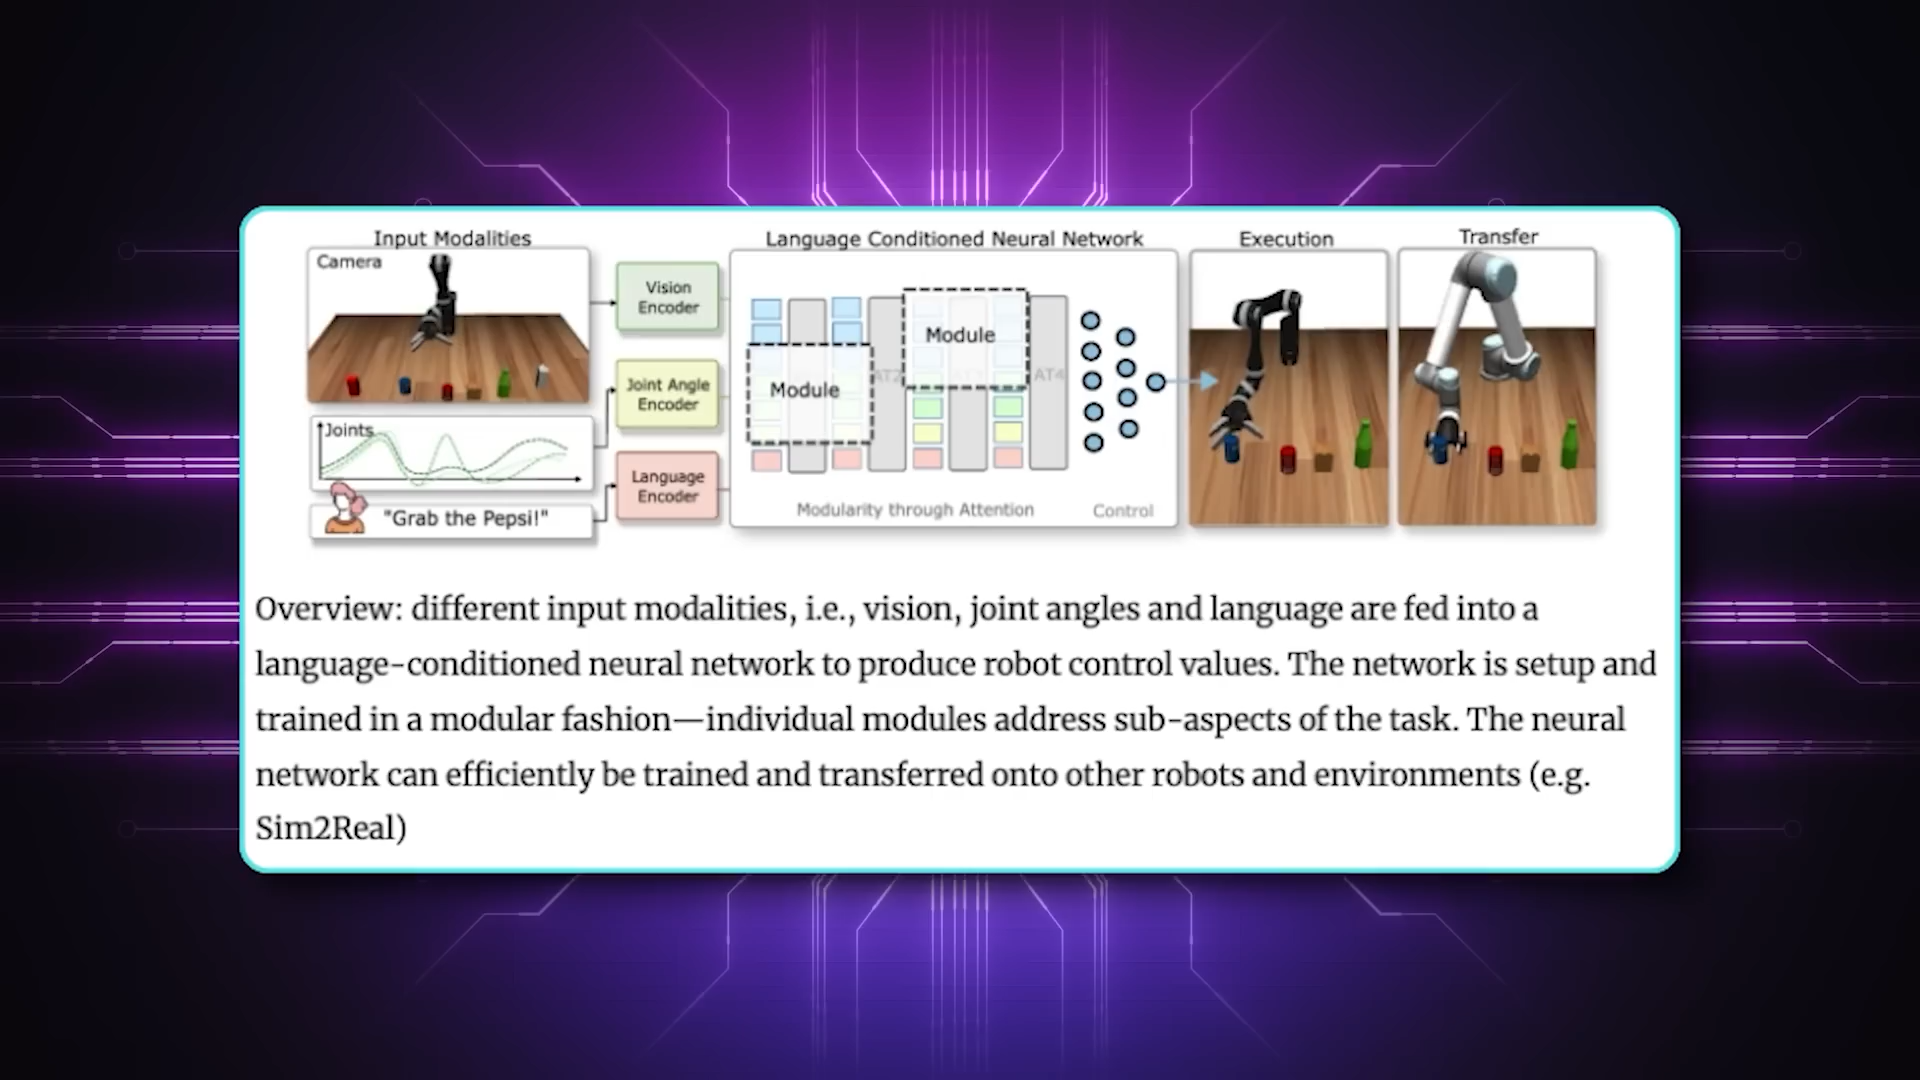 Input Modalities
Language Conditioned Neural Network
Execution
Transfer
Camera
Vision
Encoder
Joint Angle
Encoder
Language
Encoder
Joints
"Grab the Pepsi!"
Module
Module
AT2
AT4
Modularity through Attention
Control
Overview: different input modalities, i.e., vision, joint angles and language are fed into a
language-conditioned neural network to produce robot control values. The network is setup and
trained in a modular fashion—individual modules address sub-aspects of the task. The neural
network can efficiently be trained and transferred onto other robots and environments (e.g.
Sim2Real)